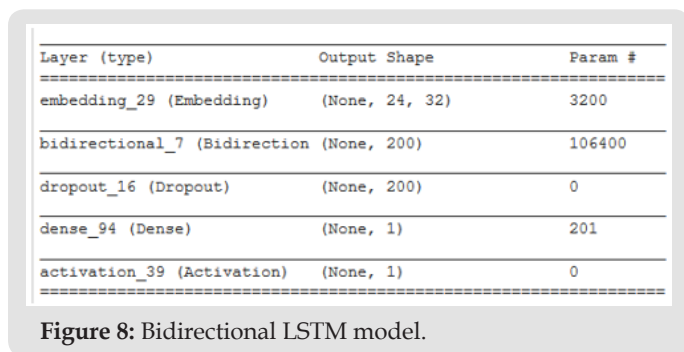 Layer (type) Output Shape Param #
=================================================================
embedding_29 (Embedding) (None, 24, 32) 3200
bidirectional_7 (Bidirection (None, 200) 106400
dropout_16 (Dropout) (None, 200) 0
dense_94 (Dense) (None, 1) 201
activation_39 (Activation) (None, 1) 0
=================================================================
Figure 8: Bidirectional LSTM model.